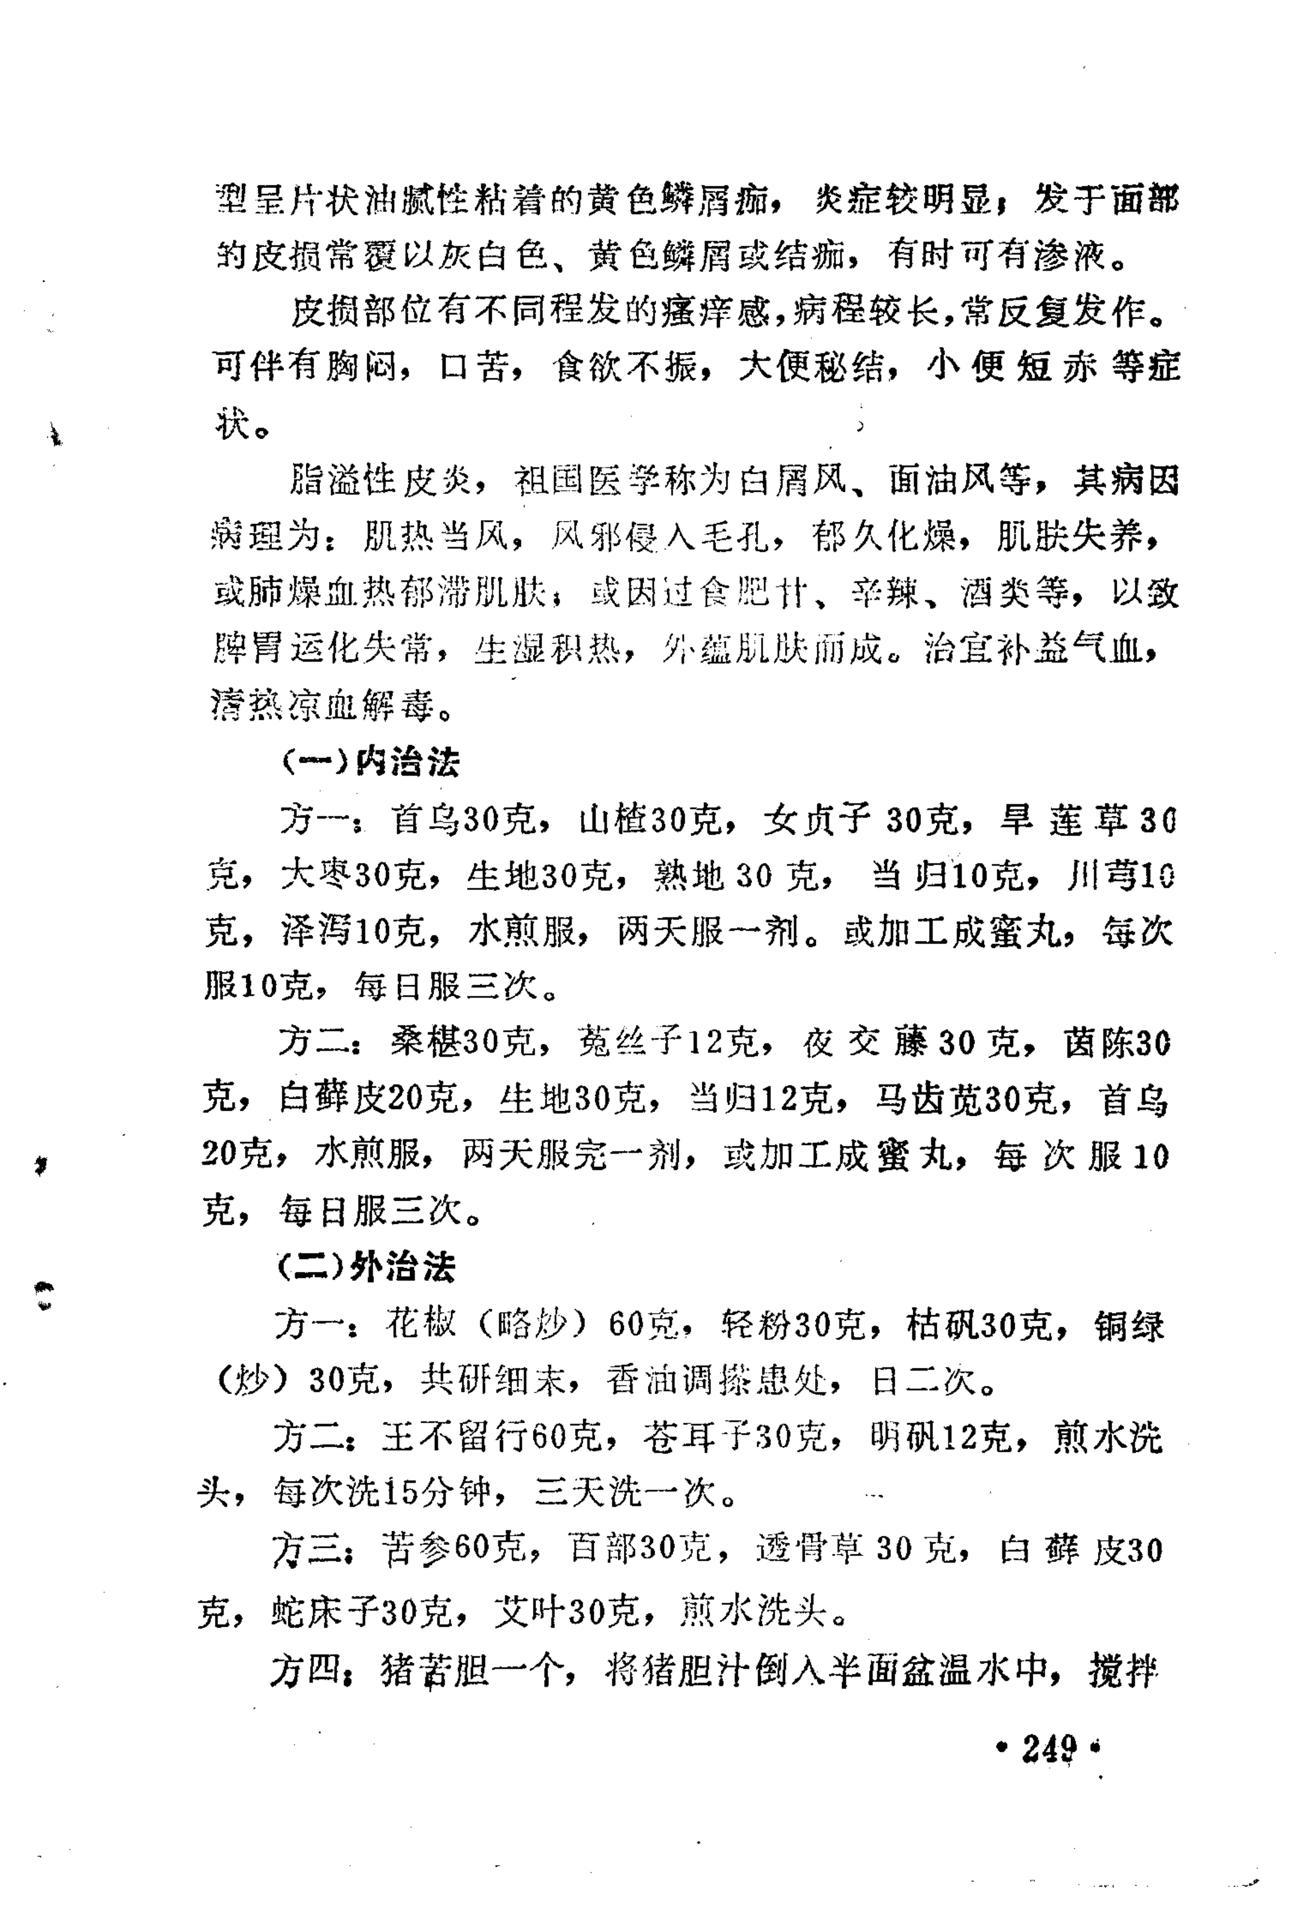 型呈片状油腻性粘着的黄色鳞屑痂，炎症较明显；发于面部
的皮损常覆以灰白色、黄色鳞屑或结痂，有时可有渗液。
皮损部位有不同程发的瘙痒感，病程较长，常反复发作。
可伴有胸闷，口苦，食欲不振，大便秘结，小便短赤等症
状。
脂溢性皮炎，祖国医学称为白屑风、面油风等，其病因
病理为：肌热当风，风邪侵入毛孔，郁久化燥，肌肤失养，
或肺燥血热郁滞肌肤；或因过食肥甘、辛辣、酒类等，以致
脾胃运化失常，生湿积热，外蕴肌肤而成。治宜补益气血，
清热凉血解毒。
（一）内治法
方一：首乌30克，山楂30克，女贞子30克，旱莲草30
克，大枣30克，生地30克，熟地30克，当归10克，川芎10
克，泽泻10克，水煎服，两天服一剂。或加工成蜜丸，每次
服10克，每日服三次。
方二：桑椹30克，菟丝子12克，夜交藤30克，茵陈30
克，白藓皮20克，生地30克，当归12克，马齿苋30克，首乌
20克，水煎服，两天服完一剂，或加工成蜜丸，每次服10
克，每日服三次。
（二）外治法
方一：花椒（略炒）60克，轻粉30克，枯矾30克，铜绿
（炒）30克，共研细末，香油调搽患处，日二次。
方二：王不留行60克，苍耳子30克，明矾12克，煎水洗
头，每次洗15分钟，三天洗一次。
方三：苦参60克，百部30克，透骨草30克，白藓皮30
克，蛇床子30克，艾叶30克，煎水洗头。
方四：猪苦胆一个，将猪胆汁倒入半面盆温水中，搅拌
·249·